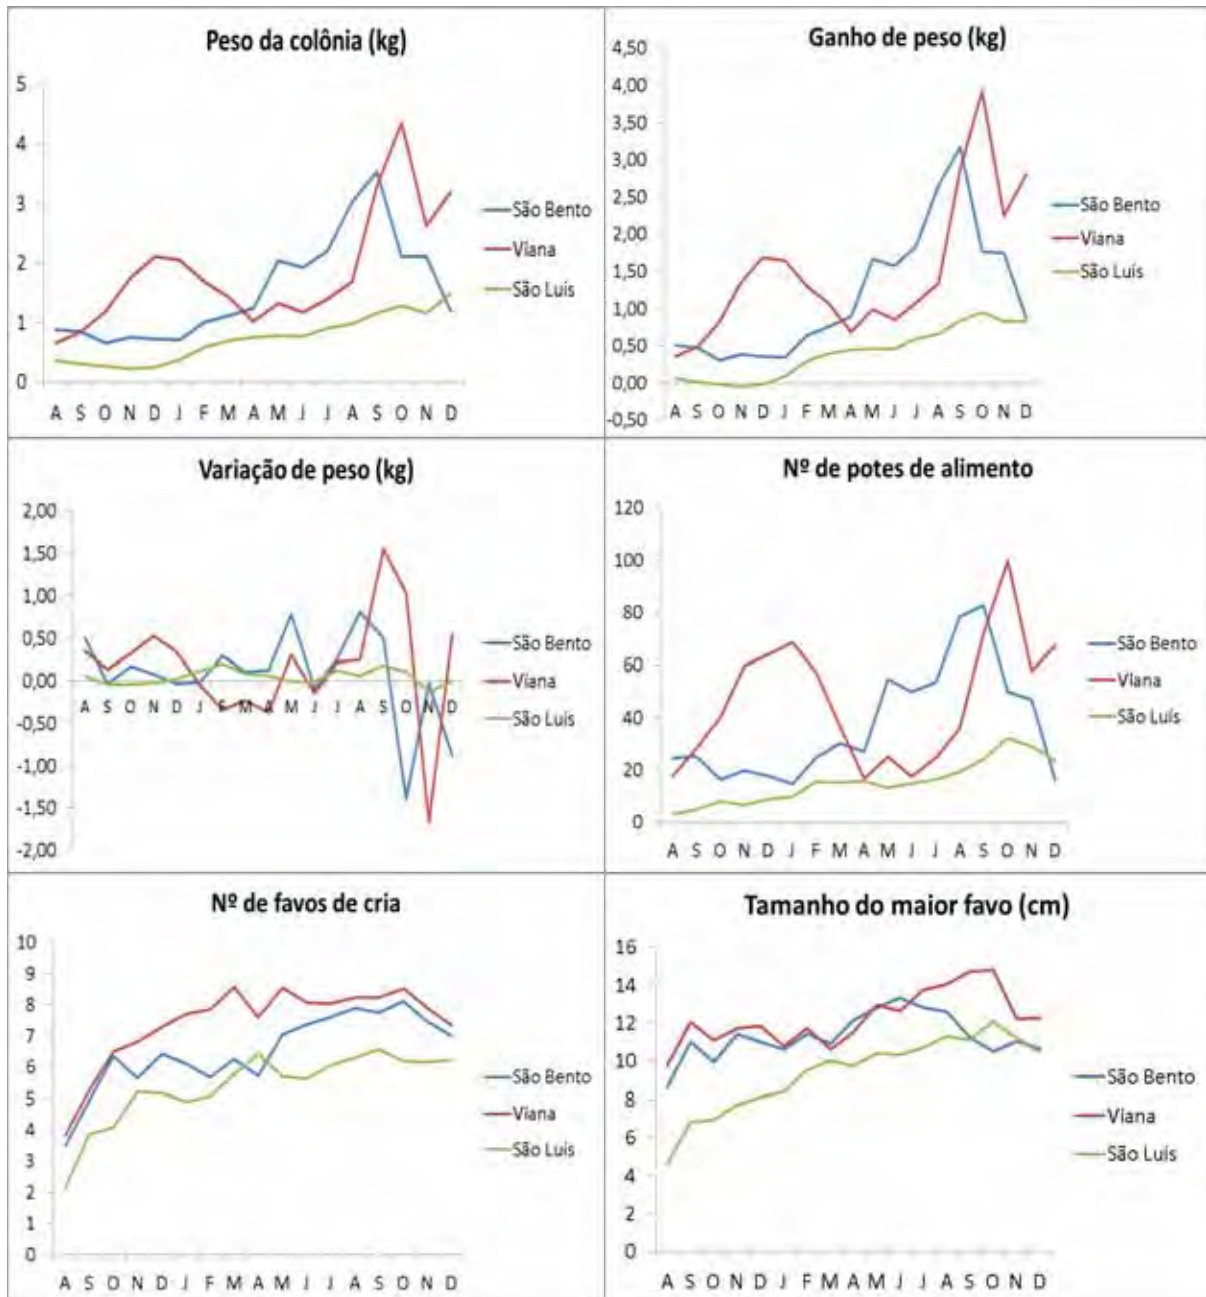 Peso da colônia (kg)
5
4
3
2
1
0
A S O N D J F M A M J J A S O N D
São Bento
Viana
São Luís
Ganho de peso (kg)
4,50
4,00
3,50
3,00
2,50
2,00
1,50
1,00
0,50
0,00
-0,50
A S O N D J F M A M J J A S O N D
São Bento
Viana
São Luís
Variação de peso (kg)
2,00
1,50
1,00
0,50
0,00
-0,50
-1,00
-1,50
-2,00
A S O N D J F M A M J J A S O N D
São Bento
Viana
São Luís
Nº de potes de alimento
120
100
80
60
40
20
0
A S O N D J F M A M J J A S O N D
São Bento
Viana
São Luís
Nº de favos de cria
10
9
8
7
6
5
4
3
2
1
0
A S O N D J F M A M J J A S O N D
São Bento
Viana
São Luís
Tamanho do maior favo (cm)
16
14
12
10
8
6
4
2
0
A S O N D J F M A M J J A S O N D
São Bento
Viana
São Luís